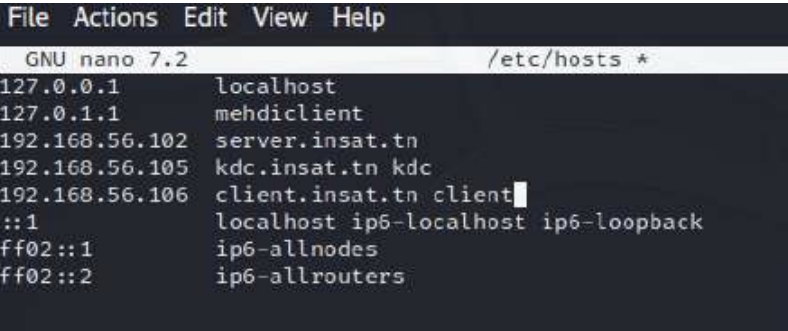 File Actions Edit View Help
GNU nano 7.2 /etc/hosts *
127.0.0.1 localhost
127.0.1.1 mehdiclient
192.168.56.102 server.insat.tn
192.168.56.105 kdc.insat.tn kdc
192.168.56.106 client.insat.tn client
::1 localhost ip6-localhost ip6-loopback
ff02::1 ip6-allnodes
ff02::2 ip6-allrouters